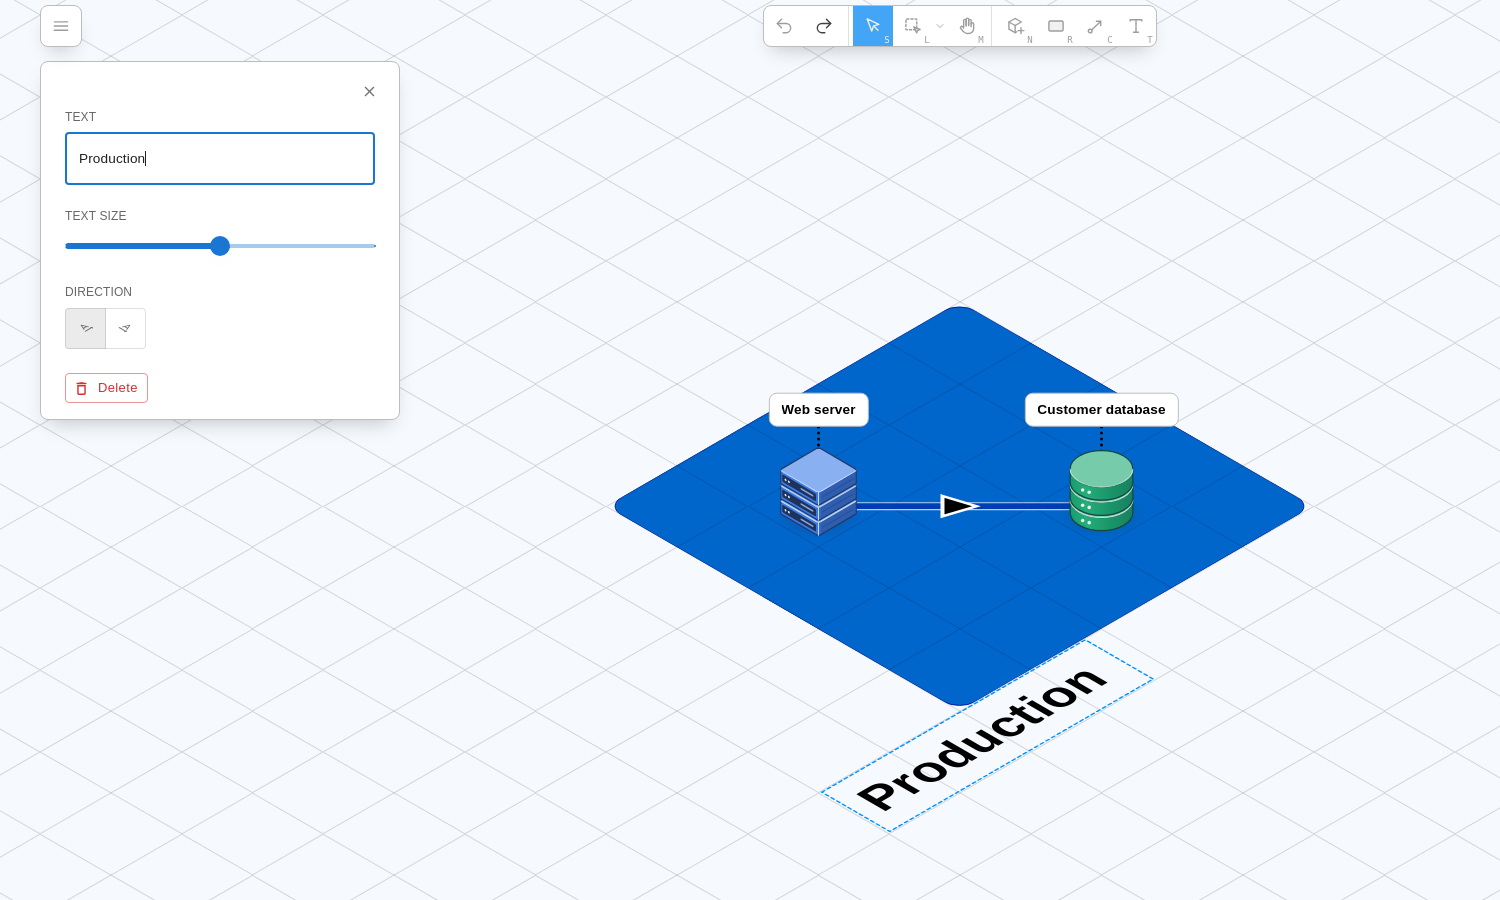 S
L
M
N
R
C
T
TEXT
Production
TEXT SIZE
DIRECTION
Delete
Web server
Customer database
Production